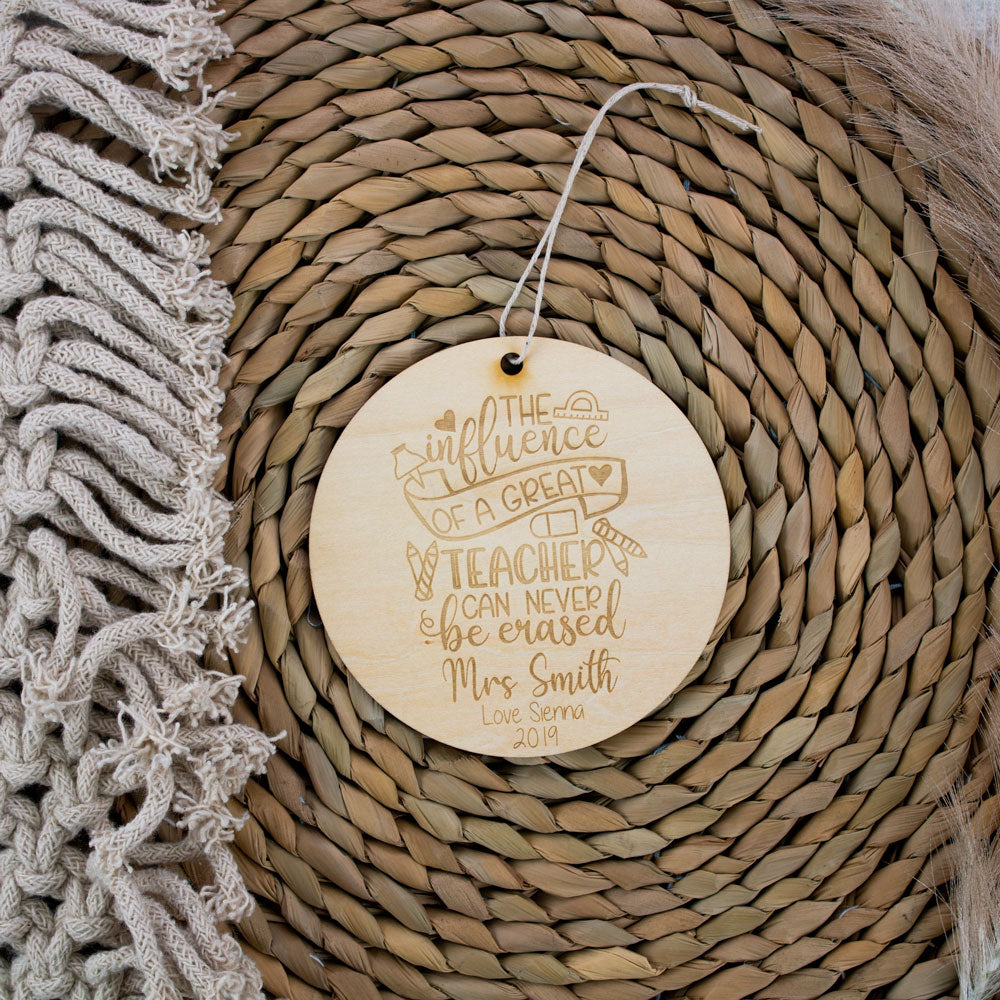 THE
influence
OF A GREAT
TEACHER
CAN NEVER
be erased
Mrs Smith
Love Sienna
2019